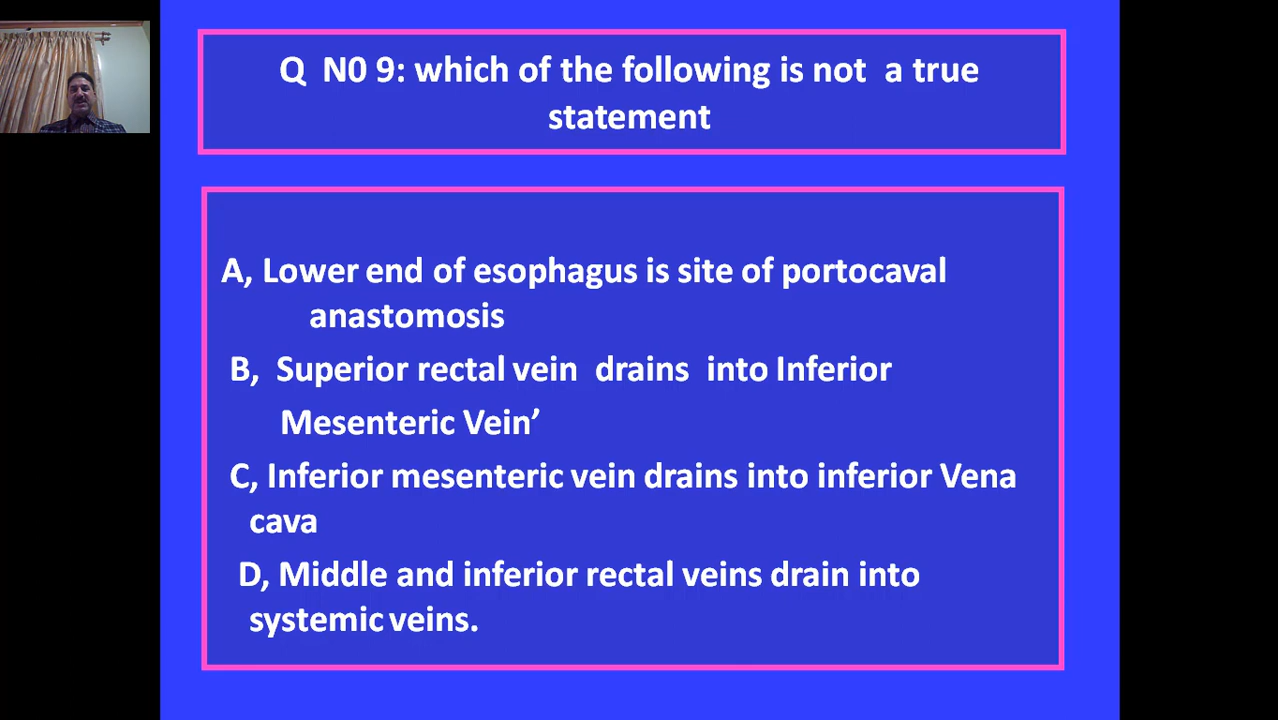 Q N0 9: which of the following is not a true
statement
A, Lower end of esophagus is site of portocaval
anastomosis
B, Superior rectal vein drains into Inferior
Mesenteric Vein’
C, Inferior mesenteric vein drains into inferior Vena
cava
D, Middle and inferior rectal veins drain into
systemic veins.